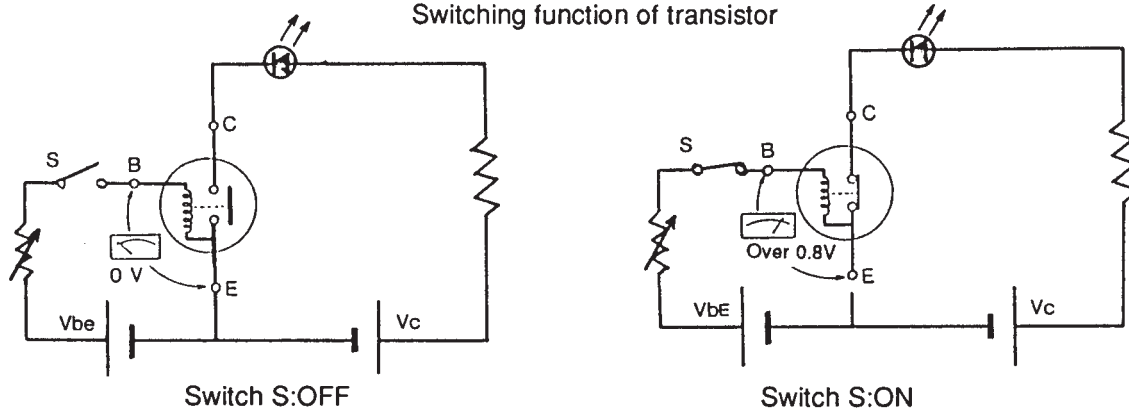 Switching function of transistor
C
S
B
0 V
E
Vbe
Vc
Switch S:OFF
C
S
B
Over 0.8V
E
VbE
Vc
Switch S:ON